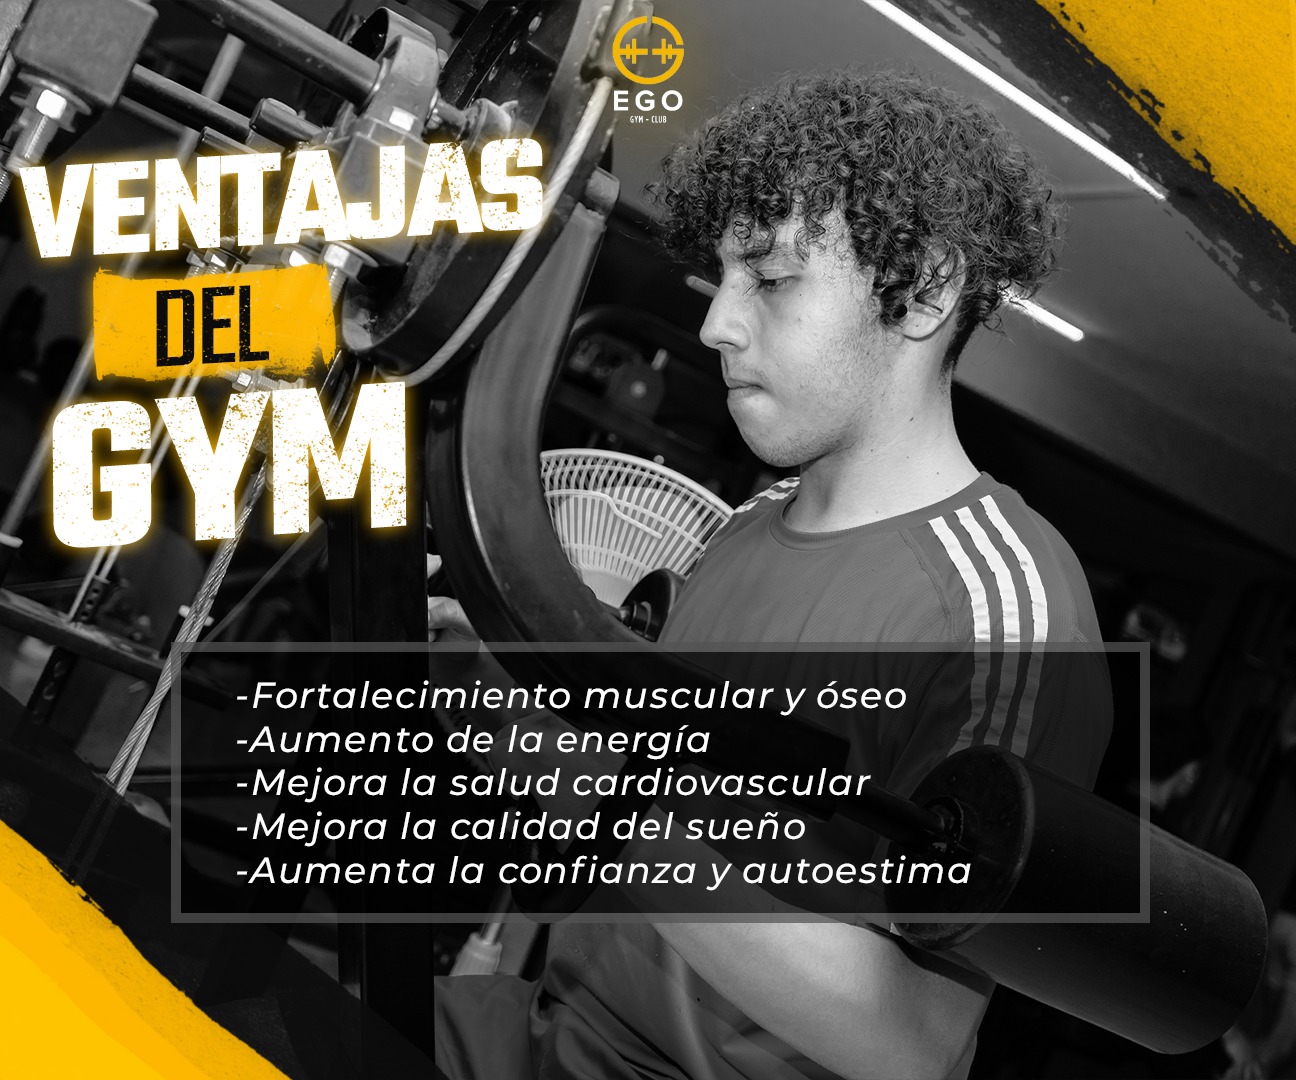 EGO
GYM - CLUB
VENTAJAS
DEL
GYM
-Fortalecimiento muscular y óseo
-Aumento de la energía
-Mejora la salud cardiovascular
-Mejora la calidad del sueño
-Aumenta la confianza y autoestima